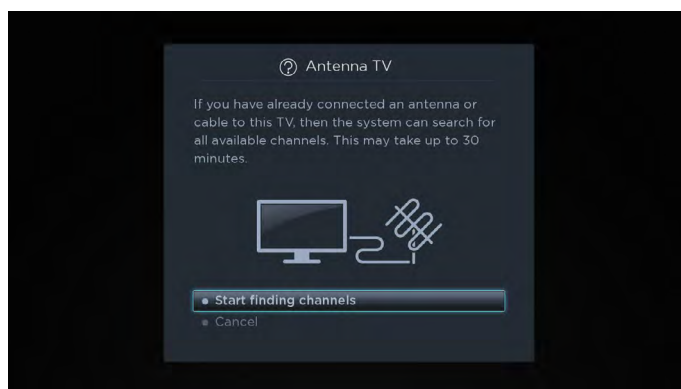 Antenna TV
If you have already connected an antenna or
cable to this TV, then the system can search for
all available channels. This may take up to 30
minutes.
Start finding channels
Cancel